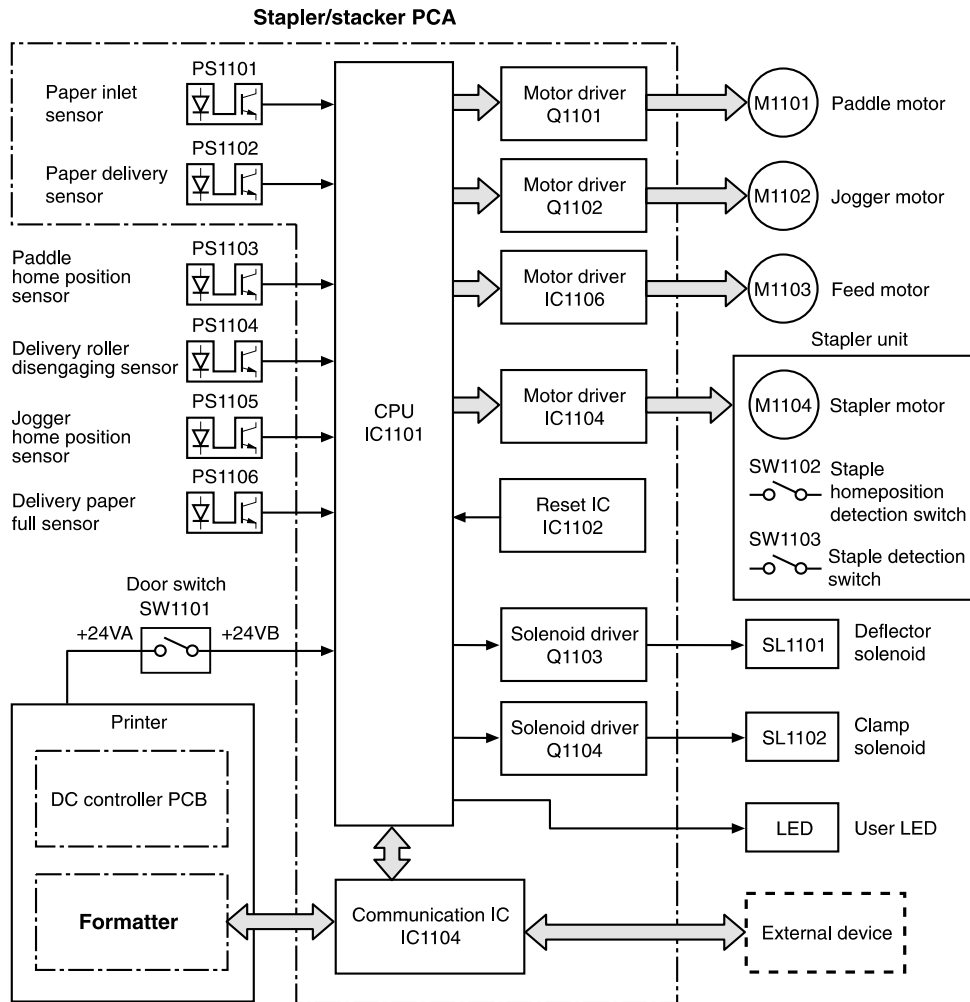 Stapler/stacker PCA
Paper inlet
sensor
PS1101
Paper delivery
sensor
PS1102
Paddle
home position
sensor
PS1103
Delivery roller
disengaging sensor
PS1104
Jogger
home position
sensor
PS1105
Delivery paper
full sensor
PS1106
Door switch
SW1101
+24VA
+24VB
Printer
DC controller PCB
Formatter
CPU
IC1101
Motor driver
Q1101
M1101
Paddle motor
Motor driver
Q1102
M1102
Jogger motor
Motor driver
IC1106
M1103
Feed motor
Stapler unit
Motor driver
IC1104
M1104
Stapler motor
SW1102
Staple
homeposition
detection switch
SW1103
Staple detection
switch
Reset IC
IC1102
Solenoid driver
Q1103
SL1101
Deflector
solenoid
Solenoid driver
Q1104
SL1102
Clamp
solenoid
LED
User LED
Communication IC
IC1104
External device